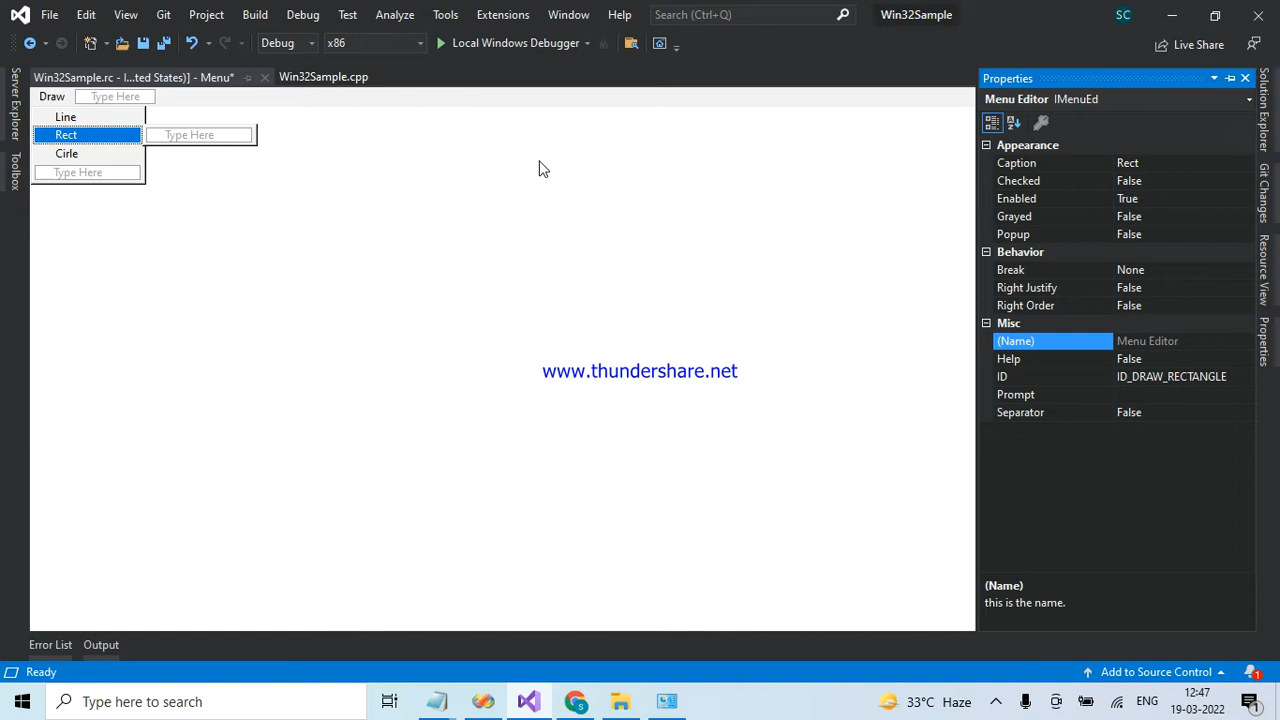 File Edit View Git Project Build Debug Test Analyze Tools Extensions Window Help Search (Ctrl+Q) Win32Sample SC
Debug x86 Local Windows Debugger Live Share
Win32Sample.rc - I...ted States)] - Menu* Win32Sample.cpp
Properties
Server Explorer
Toolbox
Draw Type Here
Line
Rect Type Here
Cirle
Type Here
Menu Editor IMenuEd
Appearance
Caption Rect
Checked False
Enabled True
Grayed False
Popup False
Behavior
Break None
Right Justify False
Right Order False
Misc
(Name) Menu Editor
Help False
ID ID_DRAW_RECTANGLE
Prompt
Separator False
(Name)
this is the name.
Solution Explorer
Git Changes
Resource View
Properties
www.thundershare.net
Error List Output
Ready Add to Source Control 1
Type here to search S 33°C Haze ENG 12:47
19-03-2022 1